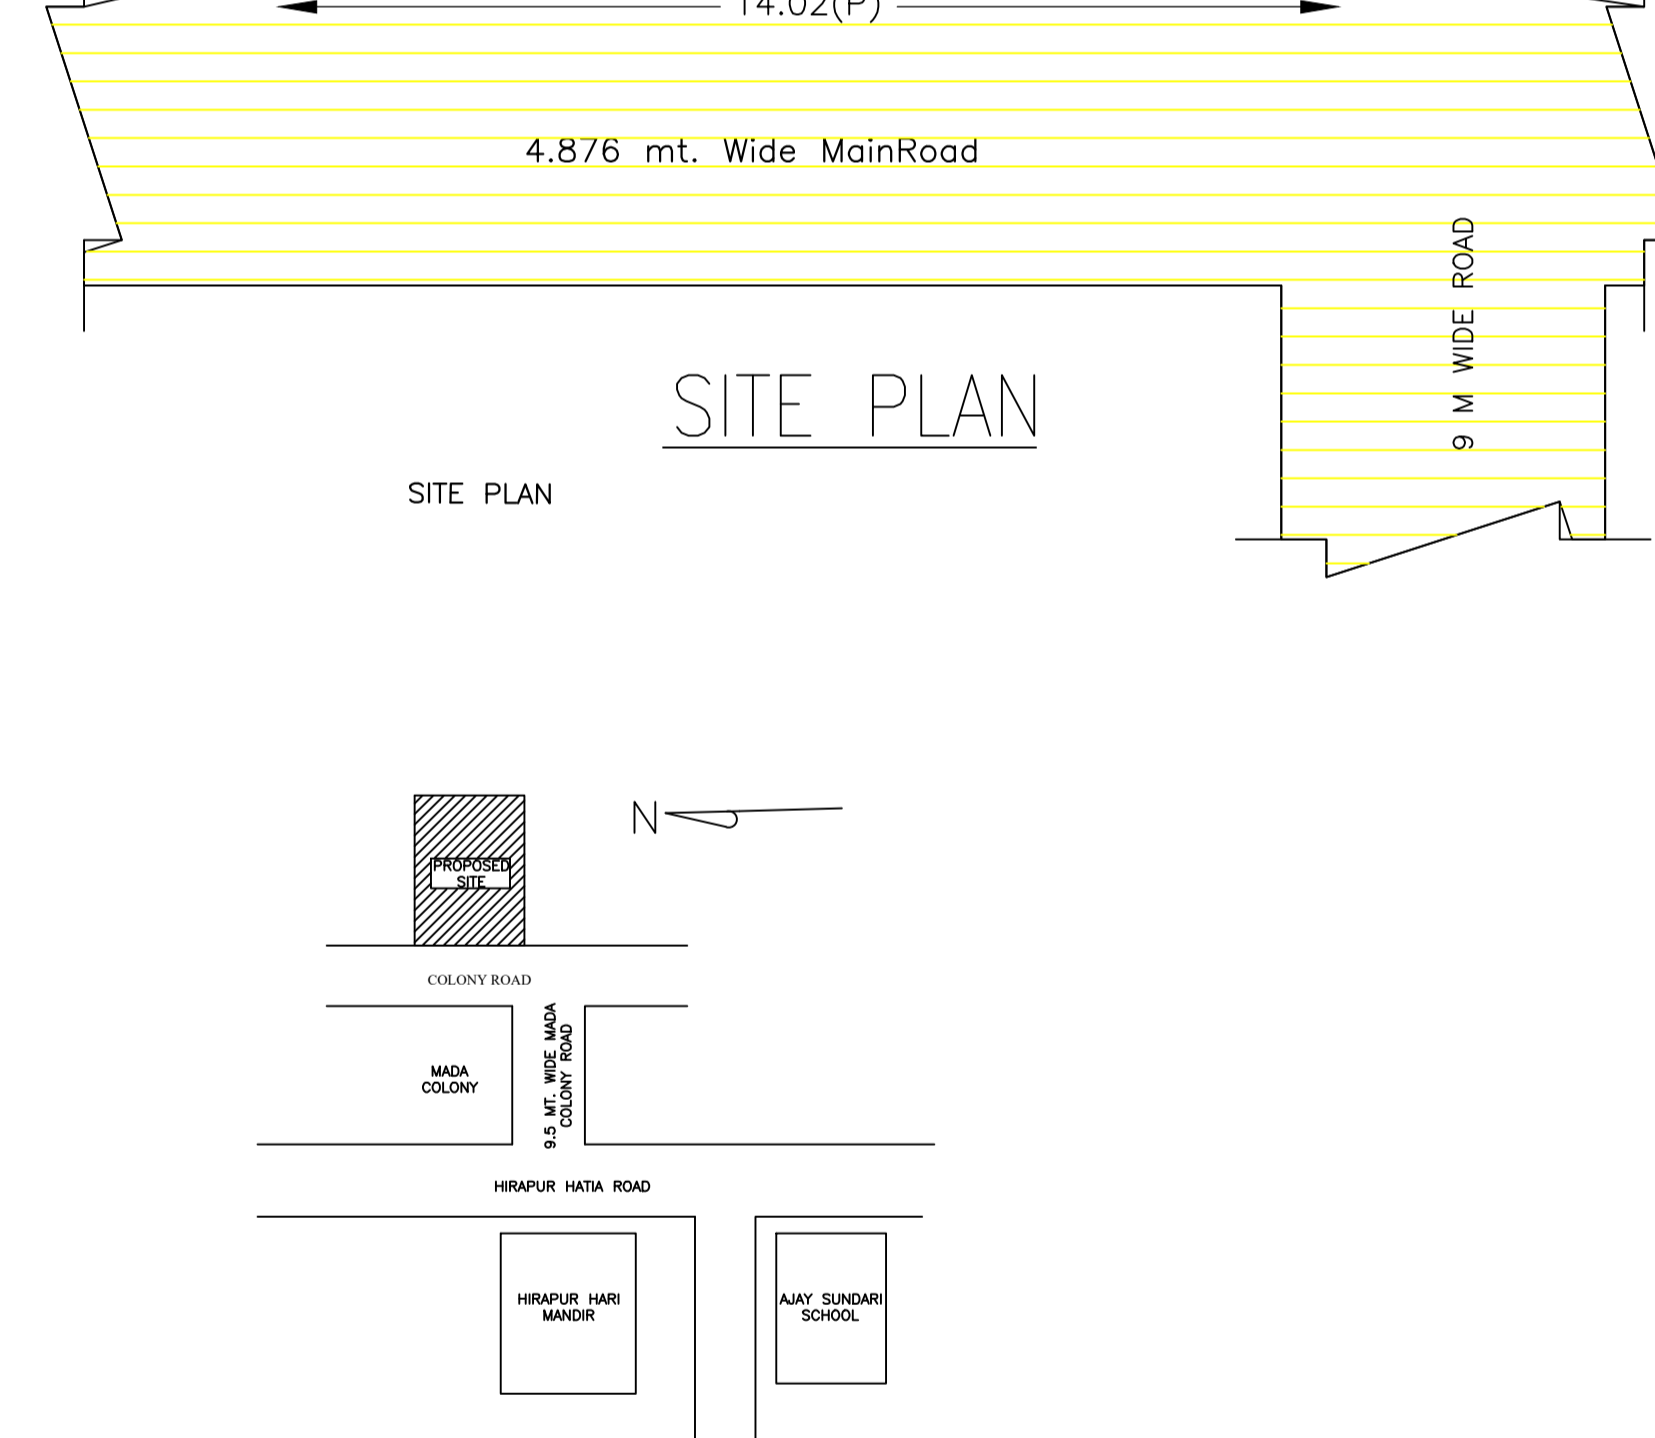 14.02(P)
4.876 mt. Wide MainRoad
9 M WIDE ROAD
SITE PLAN
SITE PLAN
N
PROPOSED
SITE
COLONY ROAD
9.5 MT. WIDE MADA
COLONY ROAD
MADA
COLONY
HIRAPUR HATIA ROAD
HIRAPUR HARI
MANDIR
AJAY SUNDARI
SCHOOL